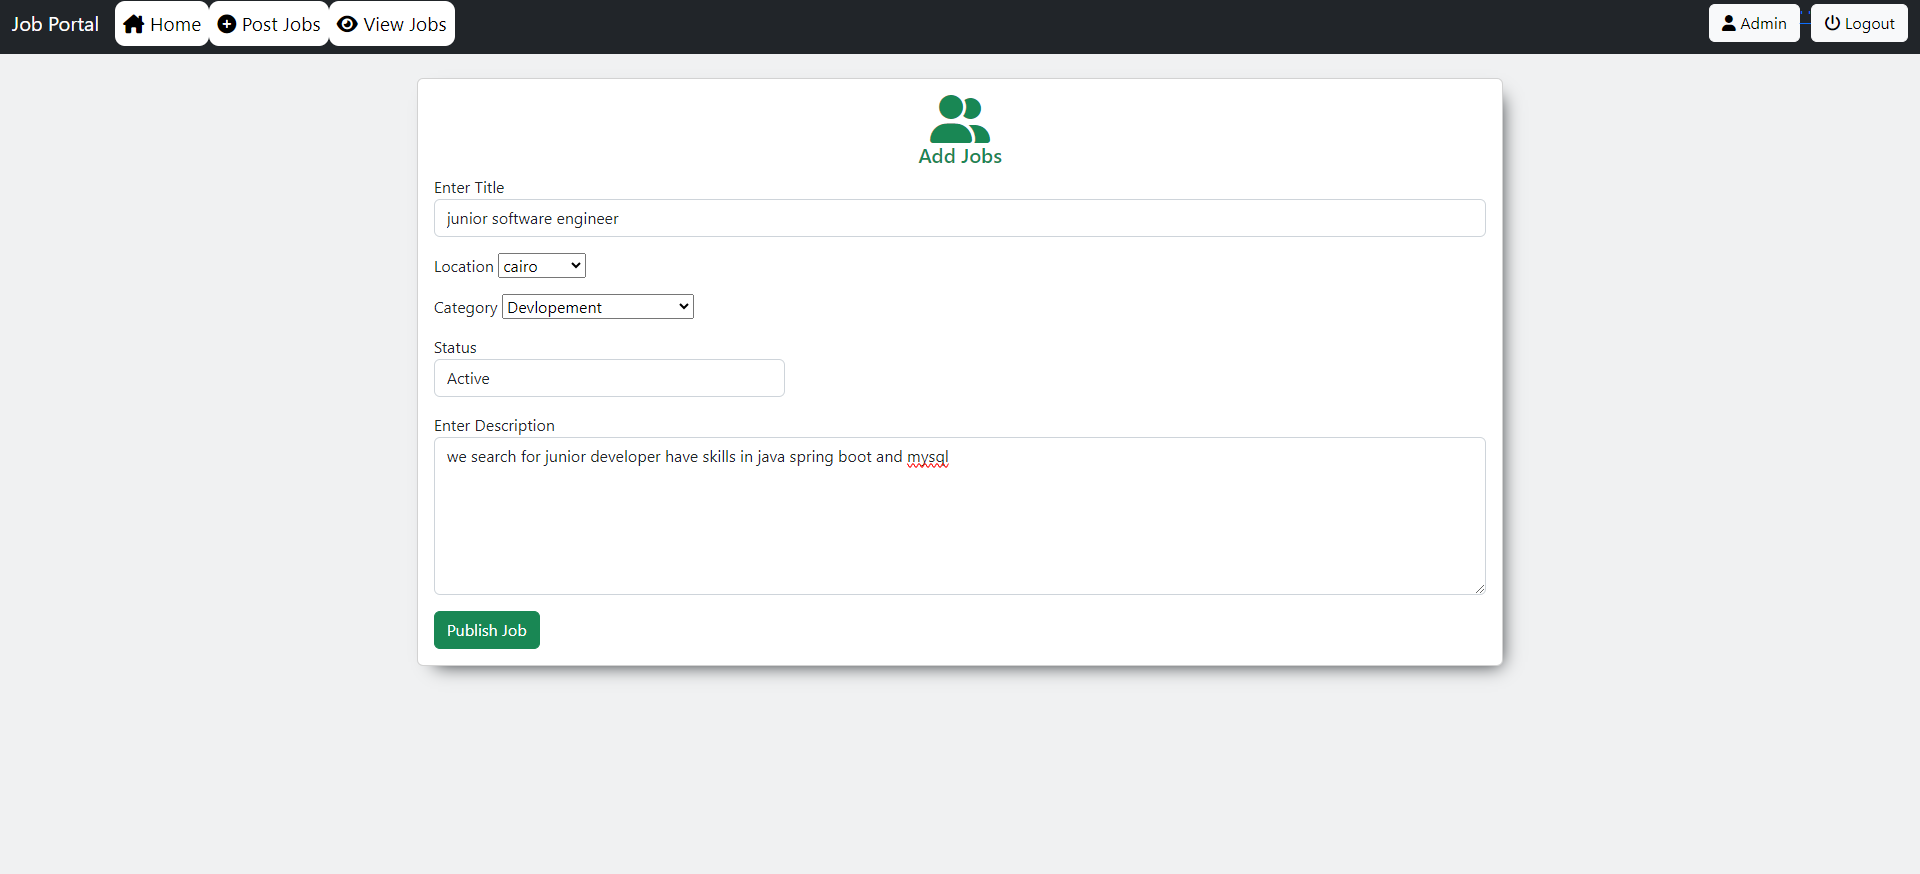 Job Portal Home Post Jobs View Jobs Admin Logout
Add Jobs
Enter Title
junior software engineer
Location cairo
Category Devlopement
Status
Active
Enter Description
we search for junior developer have skills in java spring boot and mysql
Publish Job